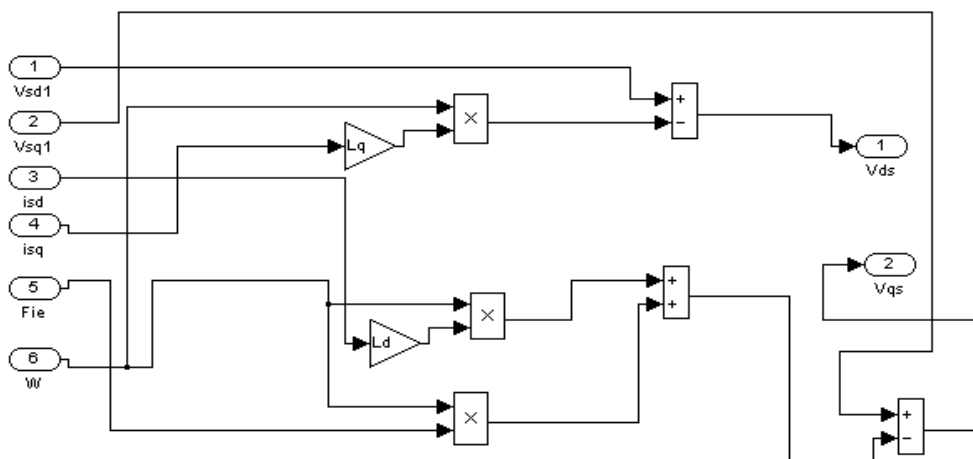 1
Vsd1
2
Vsq1
3
isd
4
isq
5
Fie
6
W
Lq
×
+
−
1
Vds
Ld
×
+
+
2
Vqs
×
+
−